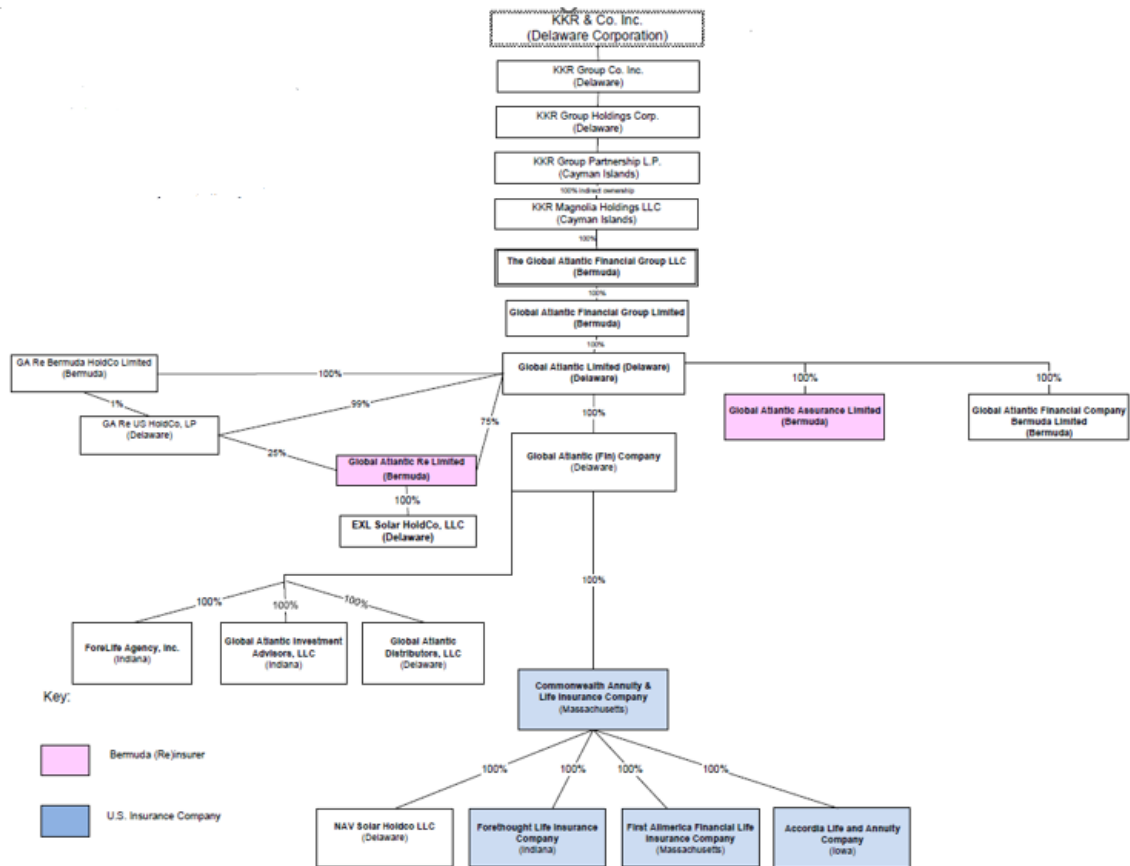 KKR & Co. Inc.
(Delaware Corporation)
KKR Group Co. Inc.
(Delaware)
KKR Group Holdings Corp.
(Delaware)
KKR Group Partnership L.P.
(Cayman Islands)
100% indirect ownership
KKR Magnolia Holdings LLC
(Cayman Islands)
100%
The Global Atlantic Financial Group LLC
(Bermuda)
100%
Global Atlantic Financial Group Limited
(Bermuda)
100%
GA Re Bermuda HoldCo Limited
(Bermuda)
100%
Global Atlantic Limited (Delaware)
(Delaware)
1%
99%
75%
100%
100%
100%
GA Re US HoldCo, LP
(Delaware)
25%
Global Atlantic Re Limited
(Bermuda)
Global Atlantic (Fin) Company
(Delaware)
Global Atlantic Assurance Limited
(Bermuda)
Global Atlantic Financial Company
Bermuda Limited
(Bermuda)
100%
EXL Solar HoldCo, LLC
(Delaware)
100%
100%
100%
100%
ForeLife Agency, Inc.
(Indiana)
Global Atlantic Investment
Advisors, LLC
(Indiana)
Global Atlantic
Distributors, LLC
(Delaware)
Commonwealth Annuity &
Life Insurance Company
(Massachusetts)
Key:
Bermuda (Re)insurer
U.S. Insurance Company
100%
100%
100%
100%
NAV Solar Holdco LLC
(Delaware)
Forethought Life Insurance
Company
(Indiana)
First Allmerica Financial Life
Insurance Company
(Massachusetts)
Accordia Life and Annuity
Company
(Iowa)